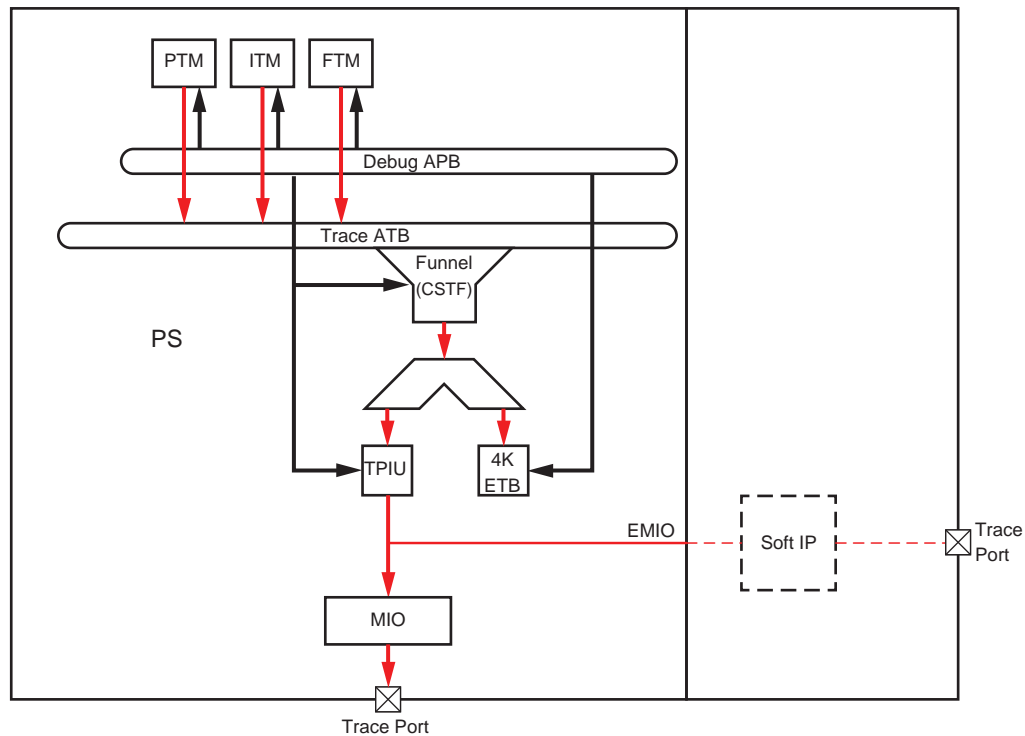 PTM
ITM
FTM
Debug APB
Trace ATB
Funnel
(CSTF)
PS
TPIU
4K
ETB
EMIO
Soft IP
Trace
Port
MIO
Trace Port